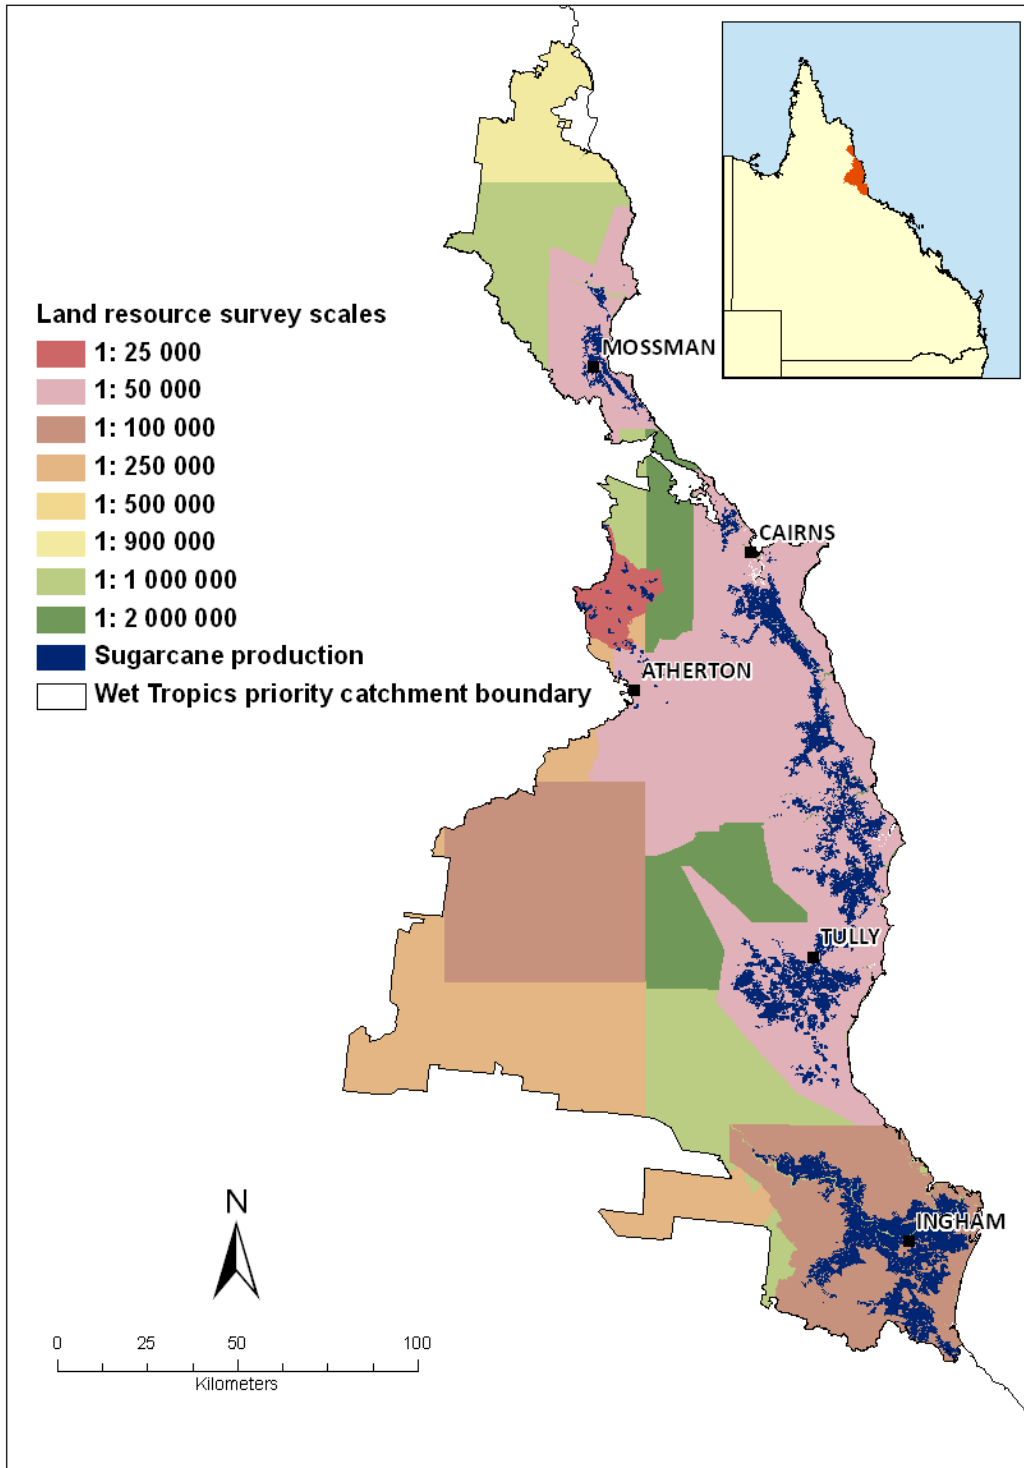 Land resource survey scales
1: 25 000
1: 50 000
1: 100 000
1: 250 000
1: 500 000
1: 900 000
1: 1 000 000
1: 2 000 000
Sugarcane production
Wet Tropics priority catchment boundary
MOSSMAN
CAIRNS
ATHERTON
TULLY
INGHAM
N
0 25 50 100
Kilometers